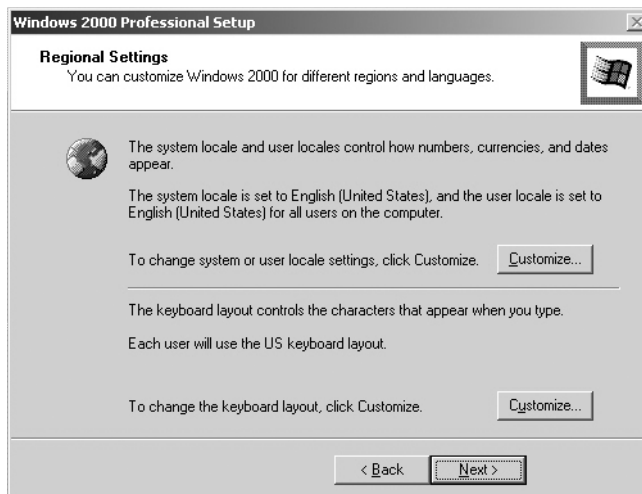 Windows 2000 Professional Setup
Regional Settings
You can customize Windows 2000 for different regions and languages.
The system locale and user locales control how numbers, currencies, and dates
appear.
The system locale is set to English (United States), and the user locale is set to
English (United States) for all users on the computer.
To change system or user locale settings, click Customize.
Customize...
The keyboard layout controls the characters that appear when you type.
Each user will use the US keyboard layout.
To change the keyboard layout, click Customize.
Customize...
< Back
Next >